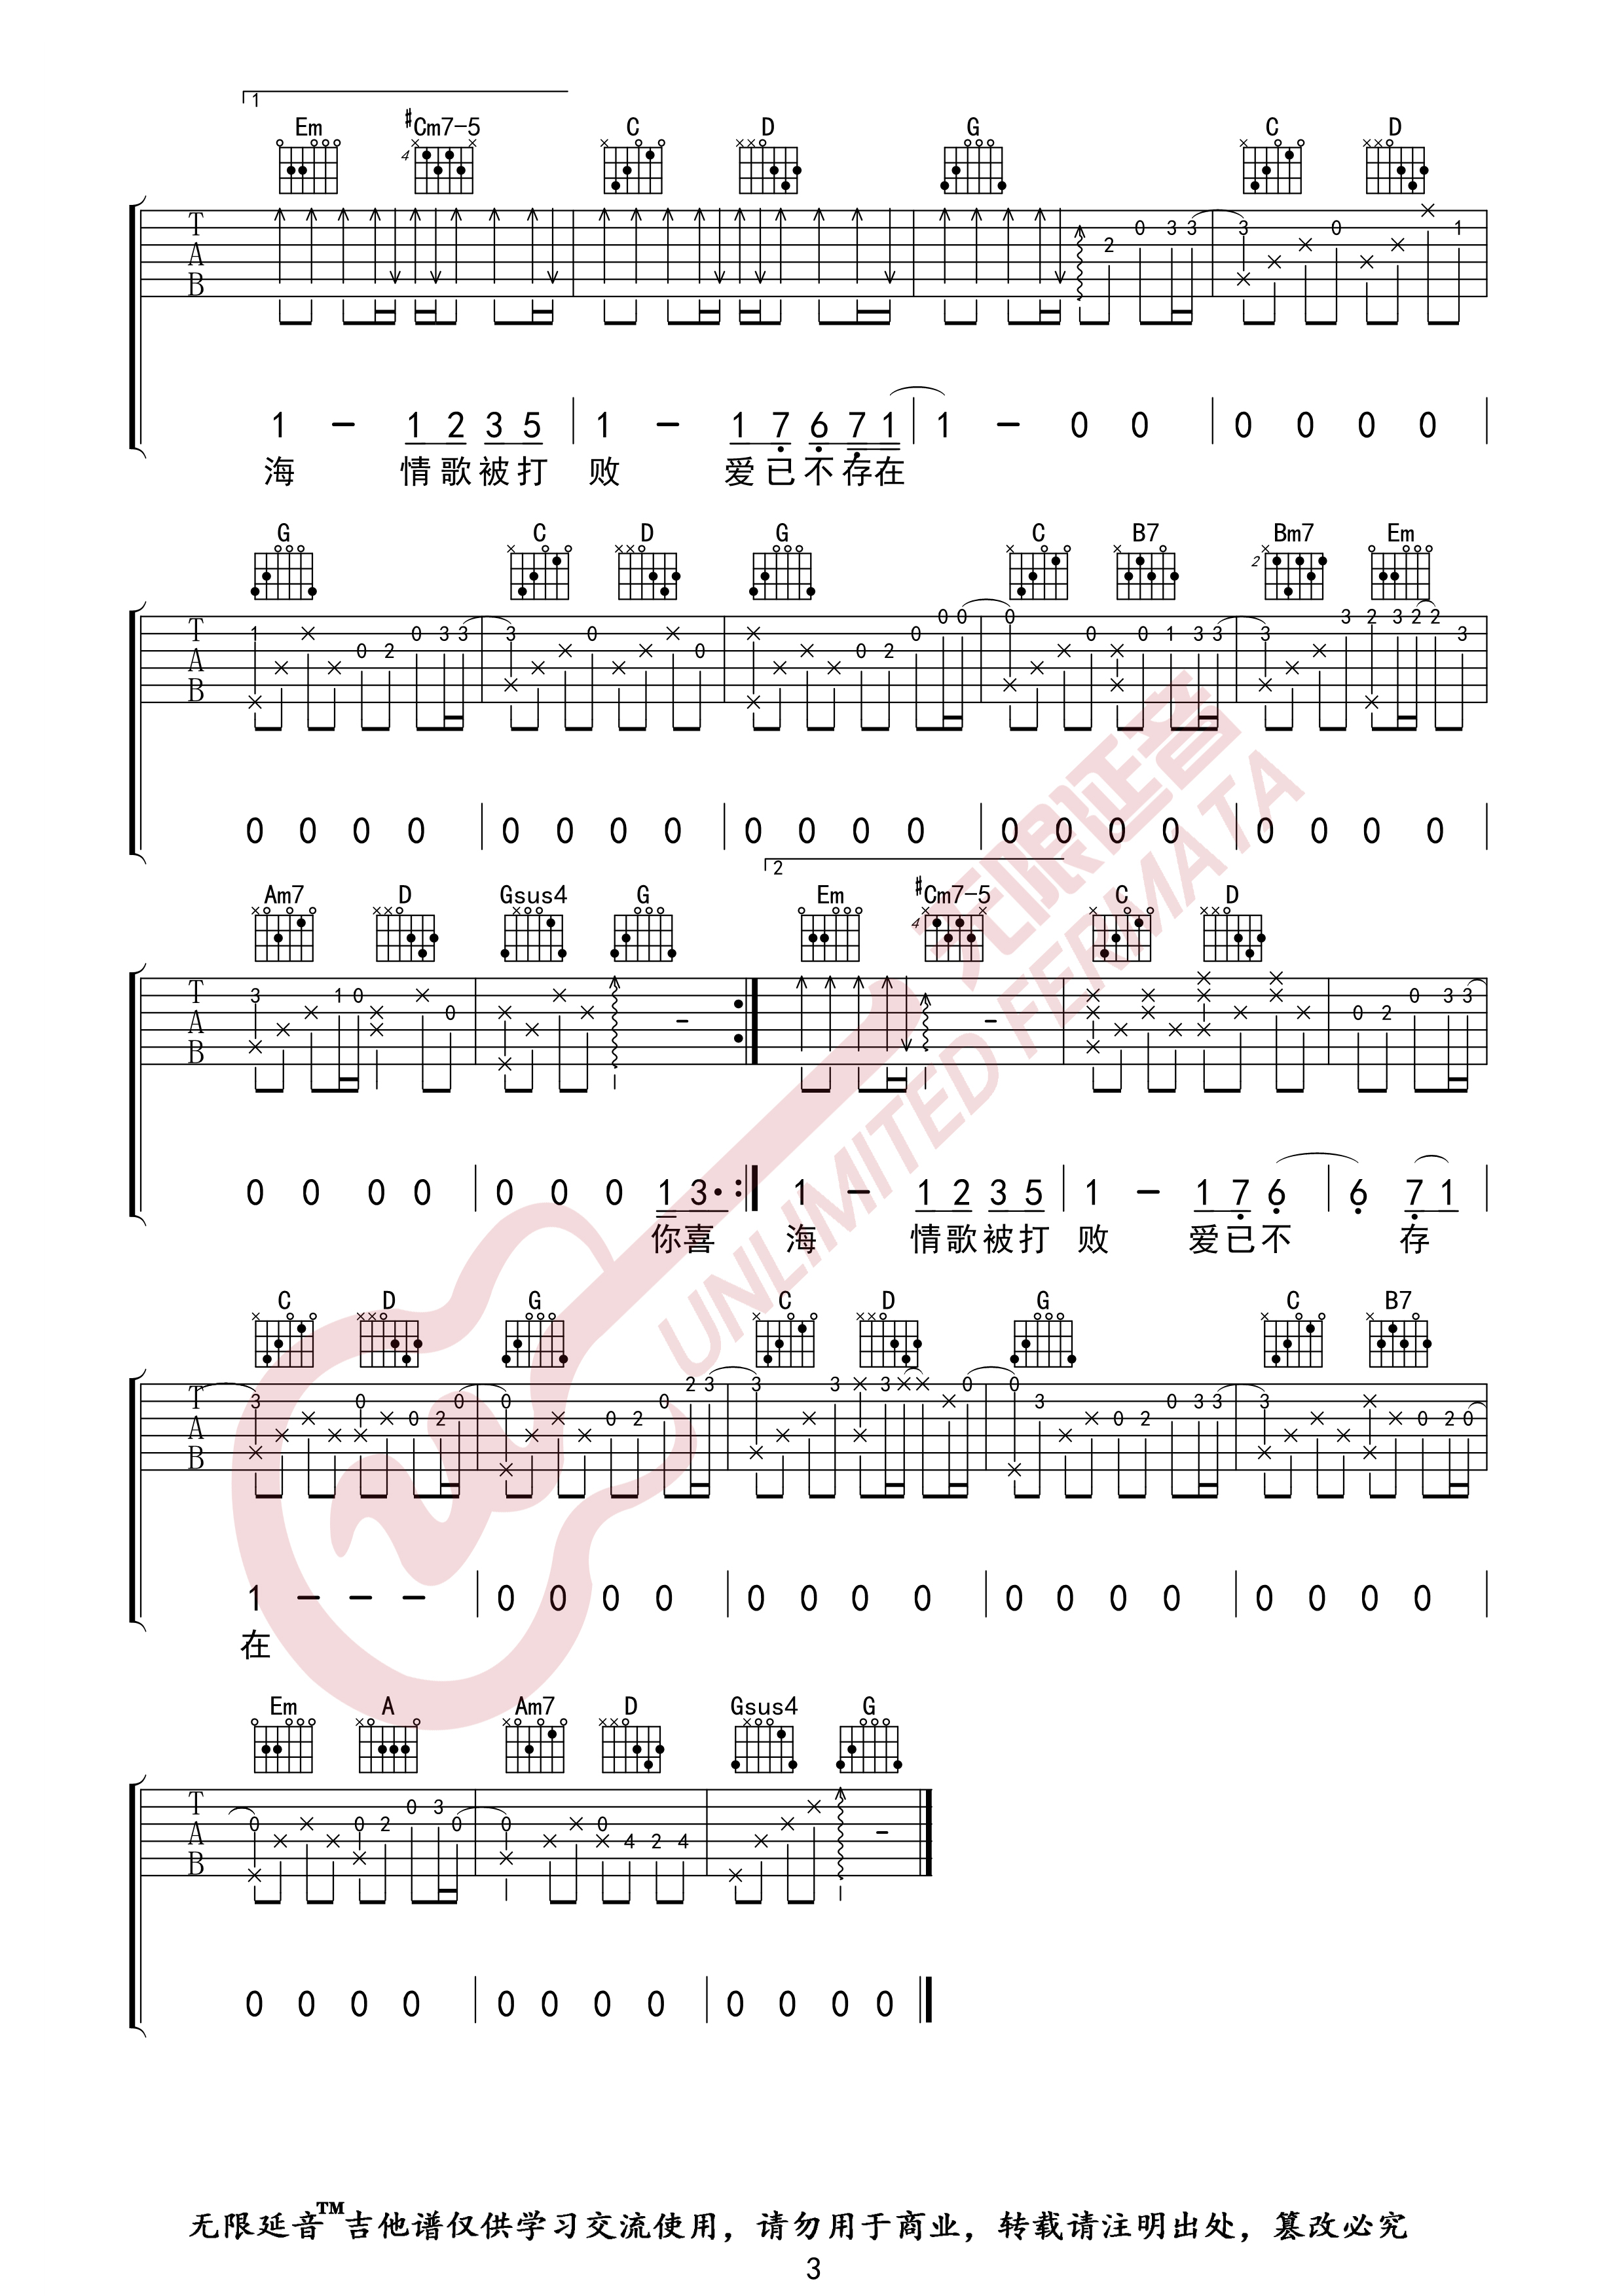 1
Em #Cm7-5 C D G C D
T A B 2 0 3 3 3 0 1
1 – 1 2 3 5 | 1 – 1 7 6 7 1 | 1 – 0 0 | 0 0 0 0 |
海 情 歌 被 打 败 爱 已 不 存 在
G C D G C B7 Bm7 Em
T A B 1 0 2 0 3 3 3 0 0 0 2 0 0 0 0 0 0 1 3 3 3 3 2 3 2 2 3
0 0 0 0 | 0 0 0 0 | 0 0 0 0 | 0 0 0 0 | 0 0 0 0 |
2
Am7 D Gsus4 G Em #Cm7-5 C D
T A B 3 1 0 0 – – 0 2 0 3 3
0 0 0 0 | 0 0 0 1 3· :| 1 – 1 2 3 5 | 1 – 1 7 6 | 6 7 1 |
你 喜 海 情 歌 被 打 败 爱 已 不 存
C D G C D G C B7
T A B 3 0 0 2 0 0 0 2 0 2 3 3 3 3 0 0 3 0 2 0 3 3 3 0 2 0
1 – – – | 0 0 0 0 | 0 0 0 0 | 0 0 0 0 | 0 0 0 0 |
在
Em A Am7 D Gsus4 G
T A B 0 0 2 0 3 0 0 0 4 2 4 –
0 0 0 0 | 0 0 0 0 | 0 0 0 0
无限延音
UNLIMITED FERMATA
无限延音™吉他谱仅供学习交流使用，请勿用于商业，转载请注明出处，篡改必究
3